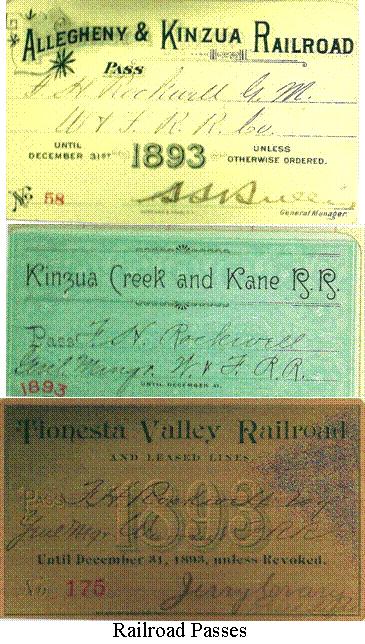 ALLEGHENY & KINZUA RAILROAD
PASS
F. H. Rockwell G. M.
W & F. R. R. Co.
UNTIL DECEMBER 31ST 1893 UNLESS OTHERWISE ORDERED.
No 58
General Manager.
Kinzua Creek and Kane R. R.
Pass F. H. Rockwell
Genl Mangr. W. & F. R. R.
1893 UNTIL DECEMBER 31.
Tionesta Valley Railroad
AND LEASED LINES.
PASS F. H. Rockwell
1893
Until December 31, 1893, unless Revoked.
No. 175
Railroad Passes